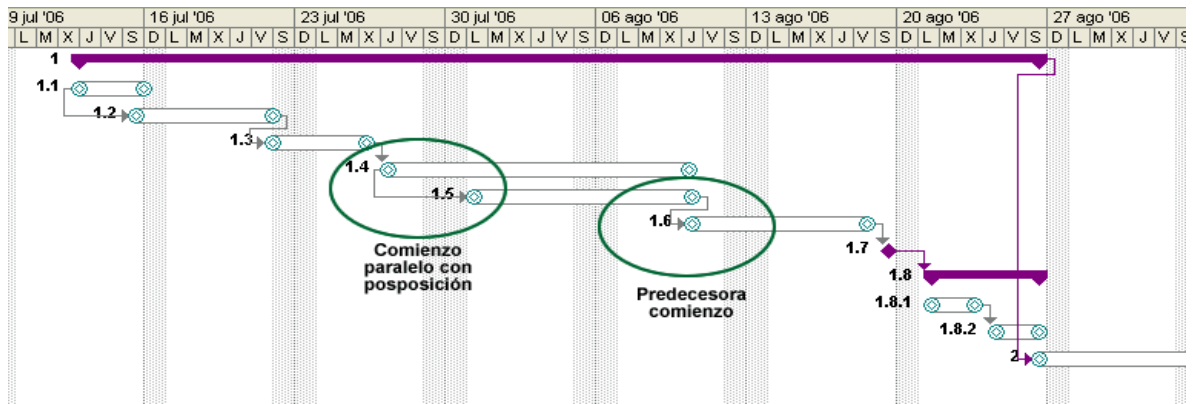 9 jul '06 16 jul '06 23 jul '06 30 jul '06 06 ago '06 13 ago '06 20 ago '06 27 ago '06
L M X J V S D L M X J V S D L M X J V S D L M X J V S D L M X J V S D L M X J V S D L M X J V S D L M X J V S
1
1.1
1.2
1.3
1.4
1.5
1.6
Comienzo
paralelo con
posposición
1.7
1.8
Predecesora
comienzo
1.8.1
1.8.2
2